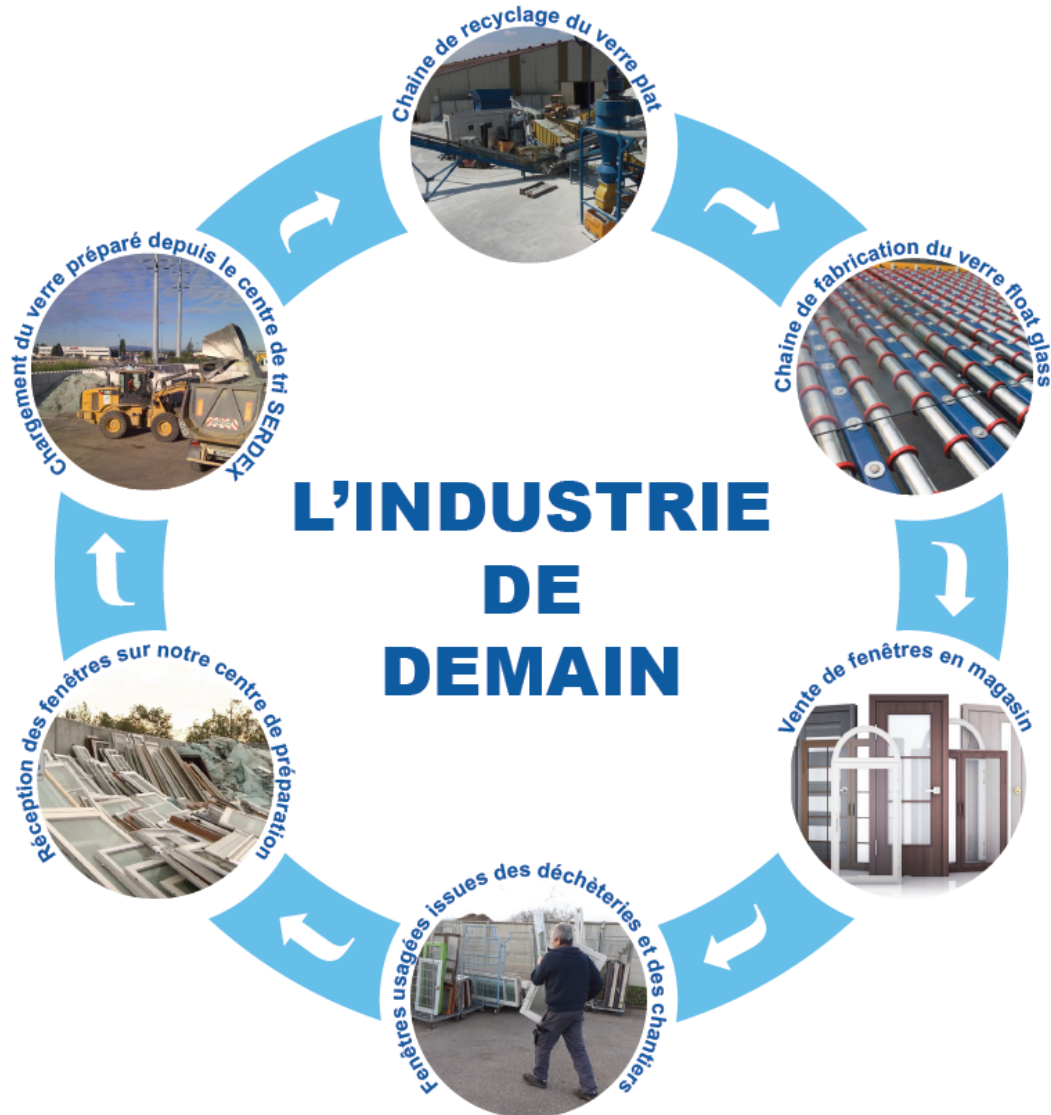 Chaine de recyclage du verre plat
Chaine de fabrication du verre float glass
Vente de fenêtres en magasin
Fenêtres usagées issues des déchèteries et des chantiers
Réception des fenêtres sur notre centre de préparation
Chargement du verre préparé depuis le centre de tri SERDEX
L'INDUSTRIE
DE
DEMAIN